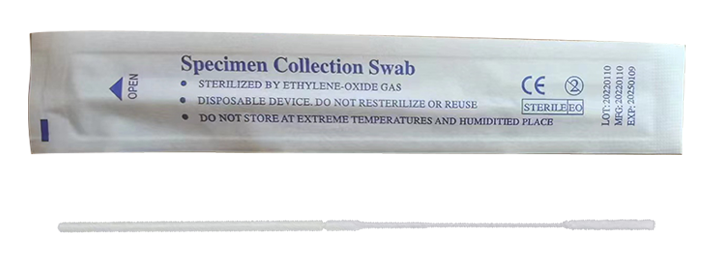 OPEN
Specimen Collection Swab
• STERILIZED BY ETHYLENE-OXIDE GAS
• DISPOSABLE DEVICE. DO NOT RESTERILIZE OR REUSE
• DO NOT STORE AT EXTREME TEMPERATURES AND HUMIDITIED PLACE
CE 2
STERILE EO
LOT: 20220110
MFG: 20220110
EXP: 20250109